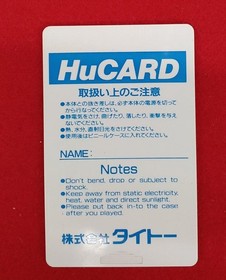 HuCARD
取扱い上のご注意
●本体との抜き差しは、必ず本体の電源を切って
から行なってください。
●静電気をさけ、曲げたり、落したり、衝撃を与え
ないでください。
●熱、水分、直射日光をさけてください。
●使用後はビニールケースに入れてください。
NAME:
Notes
●Don't bend, drop or subject to
shock.
●Keep away from static electricity,
heat, water and direct sunlight.
●Please put back in-to the case
after you played.
株式会社タイトー